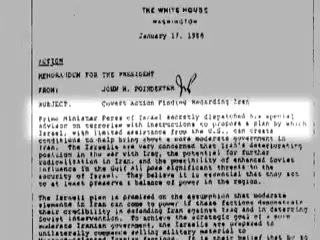 THE WHITE HOUSE
WASHINGTON
January 17, 1986
ACTION
MEMORANDUM FOR THE PRESIDENT
FROM: JOHN M. POINDEXTER
SUBJECT: Covert Action Finding Regarding Iran
Prime Minister Peres of Israel secretly dispatched his special
advisor on terrorism with instructions to propose a plan by which
Israel, with limited assistance from the U.S., can create
conditions to help bring about a more moderate government in
Iran. The Israelis are very concerned that Iran's deteriorating
position in the war with Iraq, the potential for further
radicalization in Iran, and the possibility of enhanced Soviet
influence in the Gulf all pose significant threats to the
security of Israel. They believe it is essential that they act
to at least preserve a balance of power in the region.
The Israeli plan is premised on the assumption that moderate
elements in Iran can come to power if these factions demonstrate
their credibility in defending Iran against Iraq and in deterring
Soviet intervention. To achieve the strategic goal of a more
moderate Iranian government, the Israelis are prepared to
unilaterally commence selling military materiel to